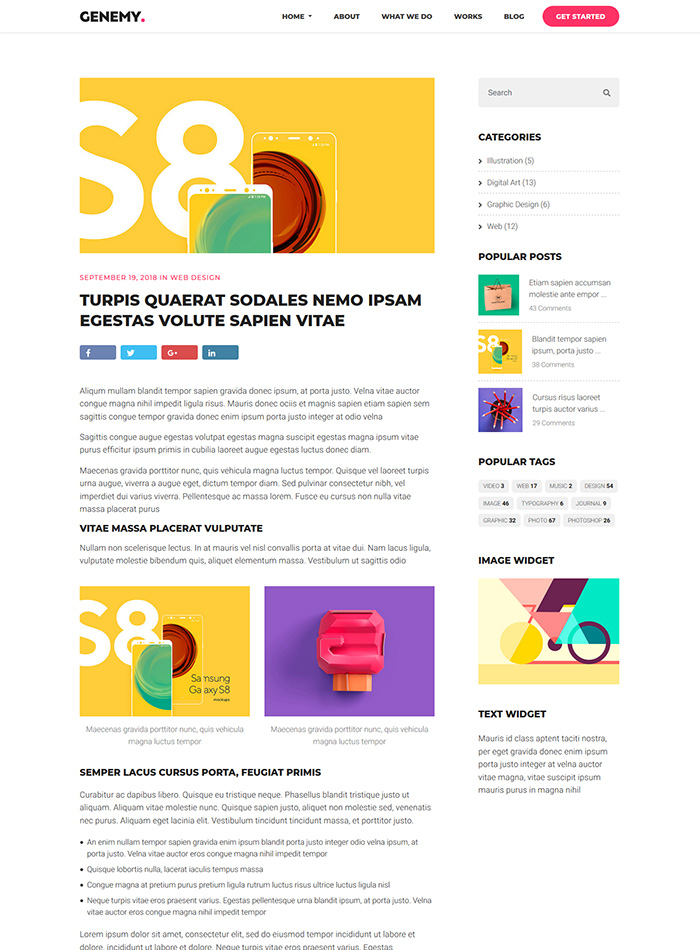 GENEMY.
HOME
ABOUT
WHAT WE DO
WORKS
BLOG
GET STARTED
S8
SEPTEMBER 19, 2018 IN WEB DESIGN
TURPIS QUAERAT SODALES NEMO IPSAM
EGESTAS VOLUTE SAPIEN VITAE
f
G+
in
Aliqum mullam blandit tempor sapien gravida donec ipsum, at porta justo. Velna vitae auctor
congue magna nihil impedit ligula risus. Mauris donec ociis et magnis sapien etiam sapien sem
sagittis congue tempor gravida donec enim ipsum porta justo integer at odio velna
Sagittis congue augue egestas volutpat egestas magna suscipit egestas magna ipsum vitae
purus efficitur ipsum primis in cubilia laoreet augue egestas luctus donec diam.
Maecenas gravida porttitor nunc, quis vehicula magna luctus tempor. Quisque vel laoreet turpis
urna augue, viverra a augue eget, dictum tempor diam. Sed pulvinar consectetur nibh, vel
imperdiet dui varius viverra. Pellentesque ac massa lorem. Fusce eu cursus non nulla vitae
massa placerat purus
VITAE MASSA PLACERAT VULPUTATE
Nullam non scelerisque lectus. In at mauris vel nisl convallis porta at vitae dui. Nam lacus ligula,
vulputate molestie bibendum quis, aliquet elementum massa. Vestibulum ut sagittis odio
S8
Samsung
Galaxy S8
mockups
Maecenas gravida porttitor nunc, quis vehicula
magna luctus tempor
Maecenas gravida porttitor nunc, quis vehicula
magna luctus tempor
SEMPER LACUS CURSUS PORTA, FEUGIAT PRIMIS
Curabitur ac dapibus libero. Quisque eu tristique neque. Phasellus blandit tristique justo ut
aliquam. Aliquam vitae molestie nunc. Quisque sapien justo, aliquet non molestie sed, venenatis
nec purus. Aliquam eget lacinia elit. Vestibulum tincidunt tincidunt massa, et porttitor justo.
• An enim nullam tempor sapien gravida enim ipsum blandit porta justo integer odio velna ipsum, at
porta justo. Velna vitae auctor eros congue magna nihil impedit tempor
• Quisque lobortis nulla, lacerat iaculis tempus massa
• Congue magna at pretium purus pretium ligula rutrum luctus risus ultrice luctus ligula nisl
• Neque turpis vitae eros praesent varius. Egestas pellentesque urna blandit ipsum, at porta justo. Velna
vitae auctor eros congue magna nihil impedit tempor
Lorem ipsum dolor sit amet, consectetur elit, sed do eiusmod tempor incididunt ut labore et
dolore, incididunt ut labore et dolore. Neque turpis vitae eros praesent varius. Egestas
Search
CATEGORIES
Illustration (5)
Digital Art (13)
Graphic Design (6)
Web (12)
POPULAR POSTS
Etiam sapien accumsan
molestie ante empor ...
43 Comments
S8
Blandit tempor sapien
ipsum, porta justo ...
38 Comments
Cursus risus laoreet
turpis auctor varius ...
29 Comments
POPULAR TAGS
VIDEO 3
WEB 17
MUSIC 2
DESIGN 54
IMAGE 46
TYPOGRAPHY 6
JOURNAL 9
GRAPHIC 32
PHOTO 67
PHOTOSHOP 26
IMAGE WIDGET
TEXT WIDGET
Mauris id class aptent taciti nostra,
per eget gravida donec enim ipsum
porta justo integer at velna auctor
vitae magna, vitae suscipit ipsum
mauris purus in magna nihil